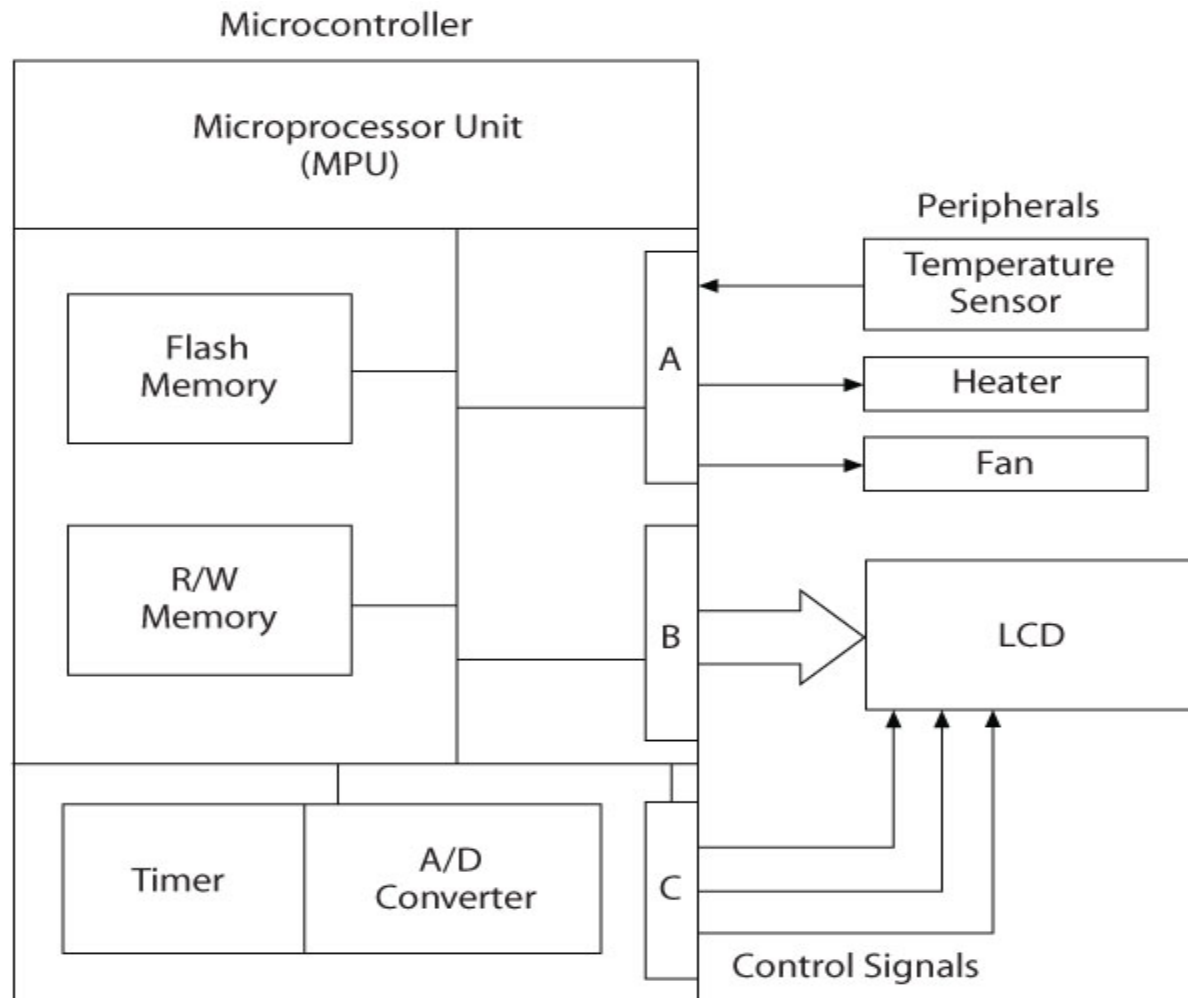 Microcontroller
Microprocessor Unit
(MPU)
Peripherals
Temperature
Sensor
Flash
Memory
A
Heater
Fan
R/W
Memory
B
LCD
Timer
A/D
Converter
C
Control Signals